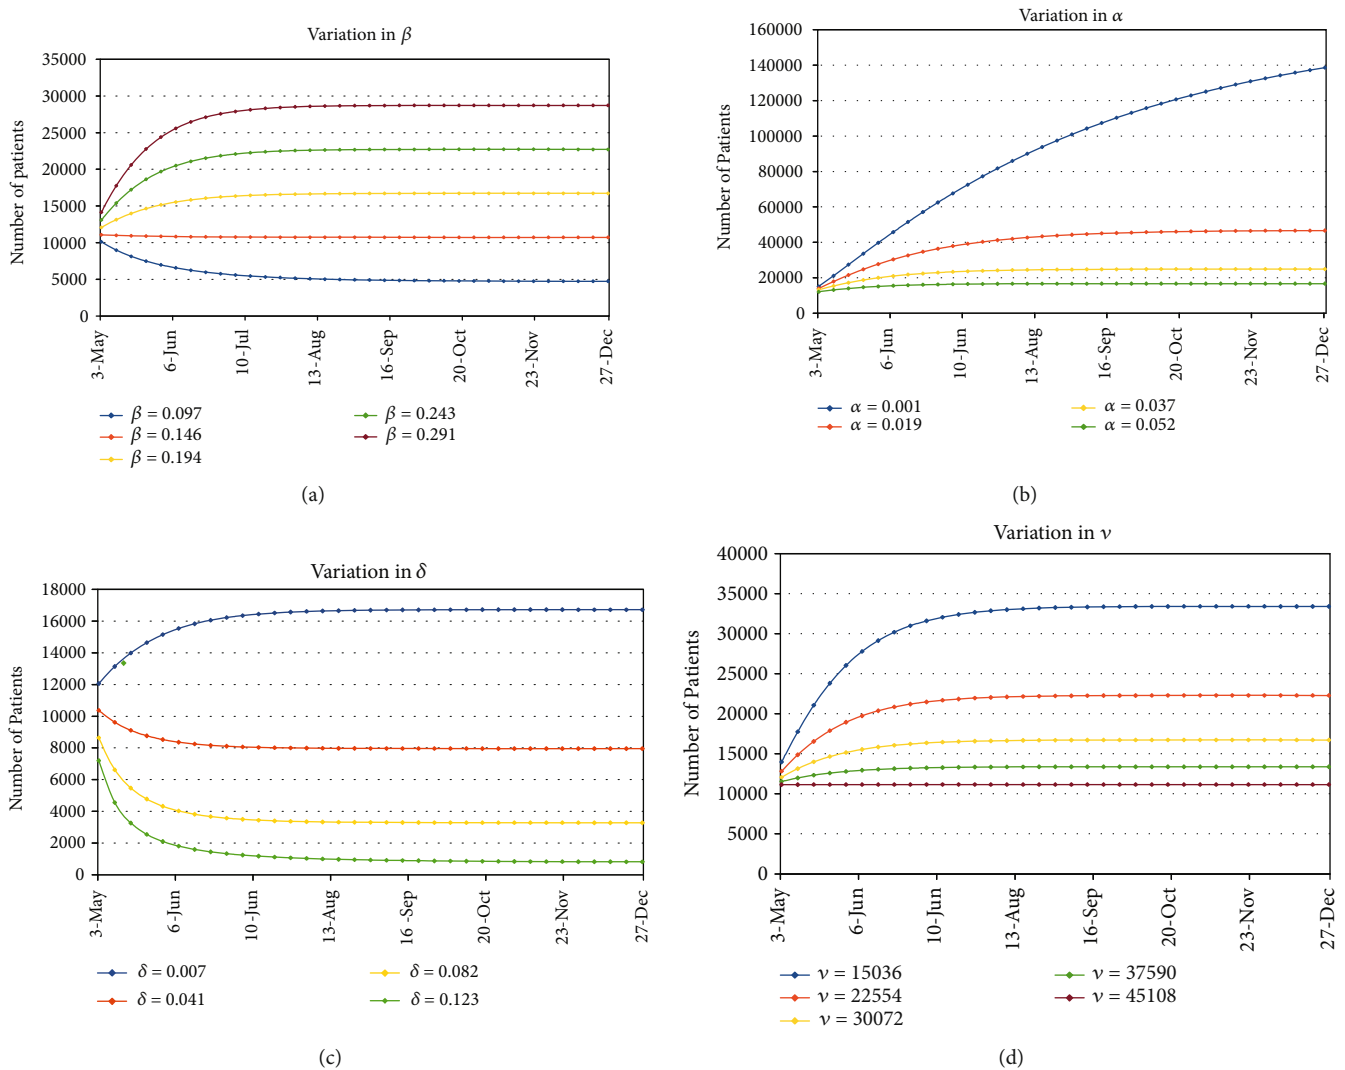 Variation in β
Number of patients
35000
30000
25000
20000
15000
10000
5000
0
3-May
6-Jun
10-Jul
13-Aug
16-Sep
20-Oct
23-Nov
27-Dec
β = 0.097
β = 0.146
β = 0.194
β = 0.243
β = 0.291
(a)
Variation in α
Number of Patients
160000
140000
120000
100000
80000
60000
40000
20000
0
3-May
6-Jun
10-Jun
13-Aug
16-Sep
20-Oct
23-Nov
27-Dec
α = 0.001
α = 0.019
α = 0.037
α = 0.052
(b)
Variation in δ
Number of Patients
18000
16000
14000
12000
10000
8000
6000
4000
2000
0
3-May
6-Jun
10-Jun
13-Aug
16-Sep
20-Oct
23-Nov
27-Dec
δ = 0.007
δ = 0.041
δ = 0.082
δ = 0.123
(c)
Variation in ν
Number of Patients
40000
35000
30000
25000
20000
15000
10000
5000
0
3-May
6-Jun
10-Jun
13-Aug
16-Sep
20-Oct
23-Nov
27-Dec
ν = 15036
ν = 22554
ν = 30072
ν = 37590
ν = 45108
(d)